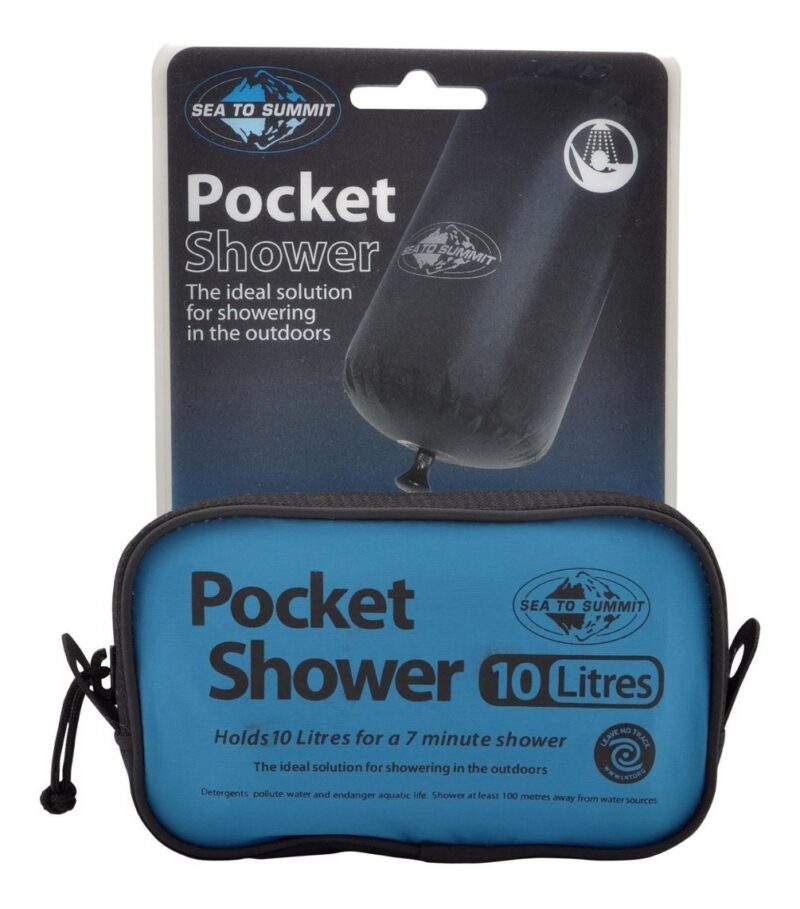 SEA TO SUMMIT
Pocket
Shower
The ideal solution
for showering
in the outdoors
SEA TO SUMMIT
Pocket
Shower 10 Litres
SEA TO SUMMIT
Holds 10 Litres for a 7 minute shower
The ideal solution for showering in the outdoors
LEAVE NO TRACE
WWW.LNT.ORG
Detergents pollute water and endanger aquatic life. Shower at least 100 metres away from water sources.